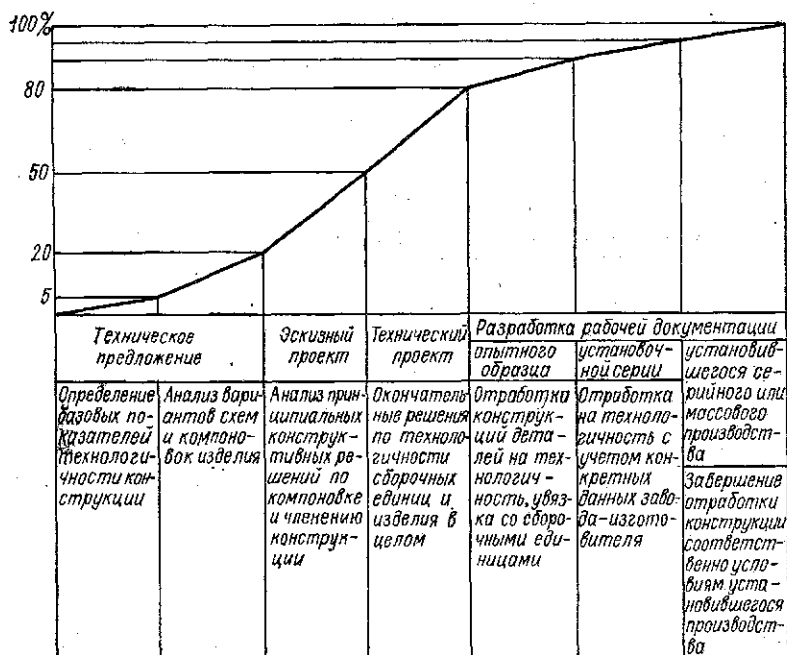 100%
80
50
20
5
Техническое
предложение
Эскизный
проект
Технический
проект
Разработка рабочей документации
опытного
образца
установоч-
ной серии
установив-
шегося се-
рийного или
массового
производст-
ва
Определение
базовых по-
казателей
технологи-
чности кон-
струкции
Анализ вари-
антов схем
и компоно-
вок изделия
Анализ прин-
ципиальных
конструк-
тивных ре-
шений по
компоновке
и членению
конструк-
ции
Окончатель-
ные решения
по техноло-
гичности
сборочных
единиц и
изделия в
целом
Отработка
конструк-
ций дета-
лей на тех-
нологич-
ность, увяз-
ка со сбороч-
ными еди-
ницами
Отработка
на техноло-
гичность с
учетом кон-
кретных
данных заво-
да-изгото-
вителя
Завершение
отработки
конструкции
соответст-
венно усло-
виям уста-
новившегося
производст-
ва